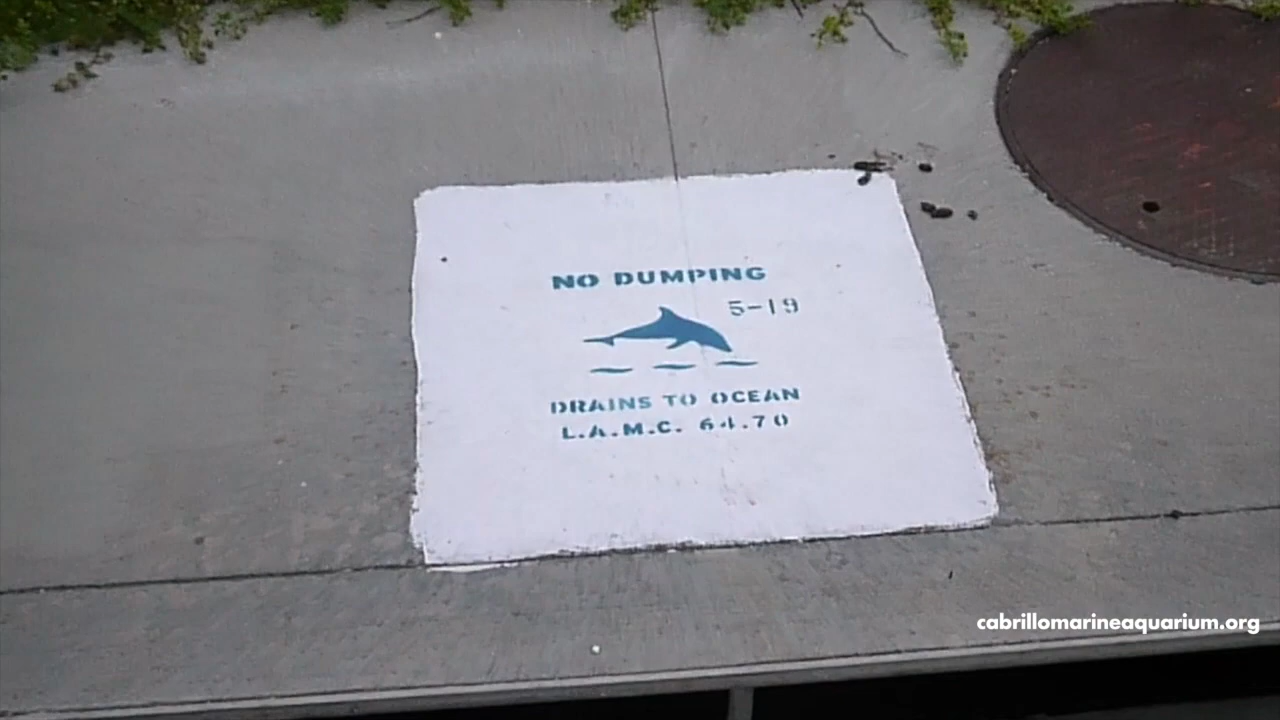 NO DUMPING
5-19
DRAINS TO OCEAN
L.A.M.C. 64.70
cabrillomarineaquarium.org